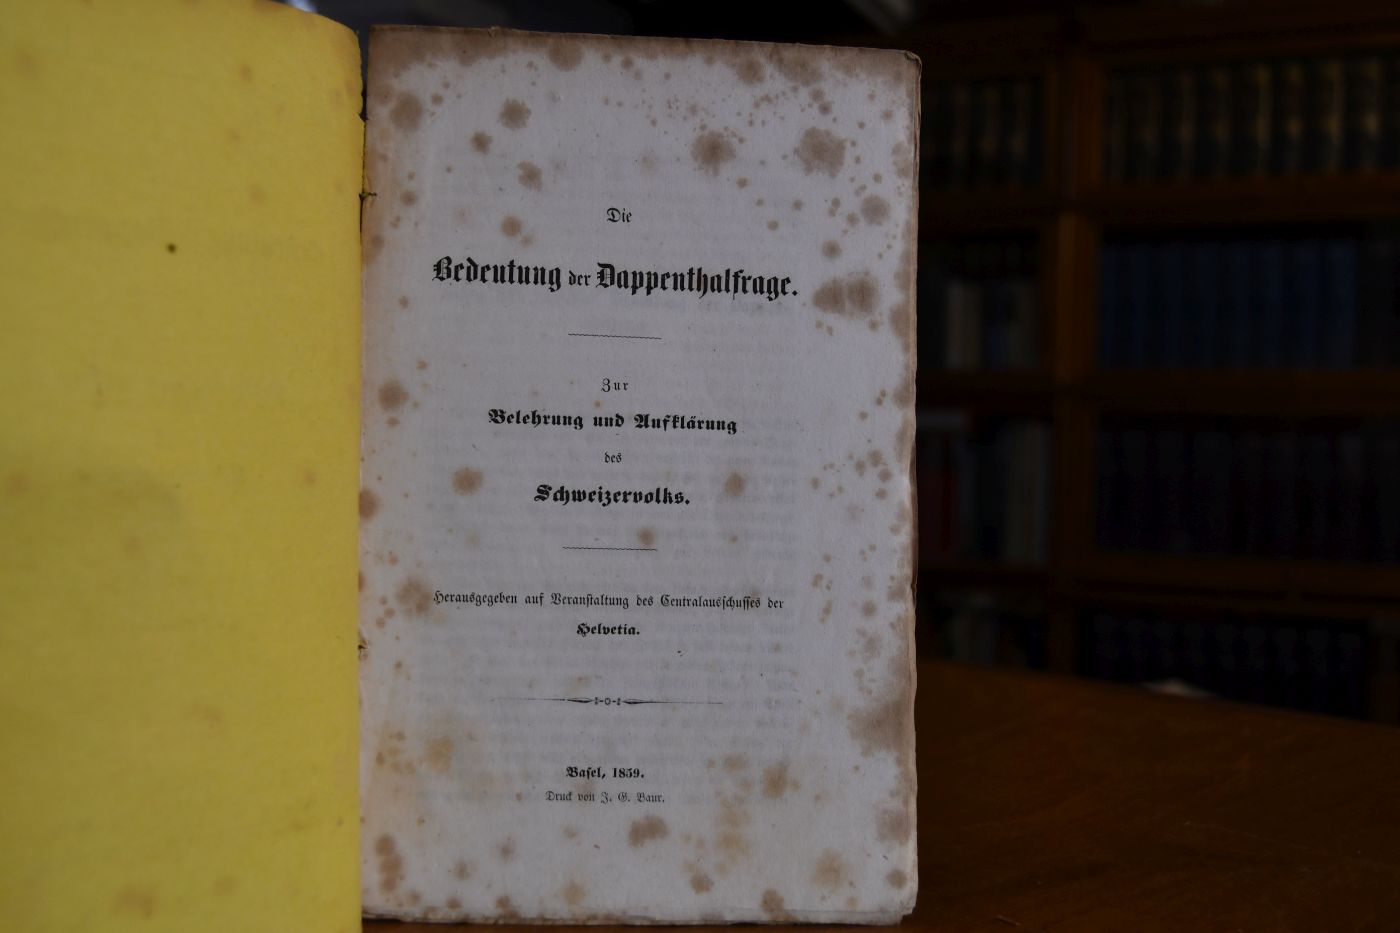 Die
Bedeutung der Dappenthalfrage.
Zur
Belehrung und Aufklärung
des
Schweizervolks.
Herausgegeben auf Veranstaltung des Centralausschusses der
Helvetia.
Basel, 1859.
Druck von J. G. Baur.